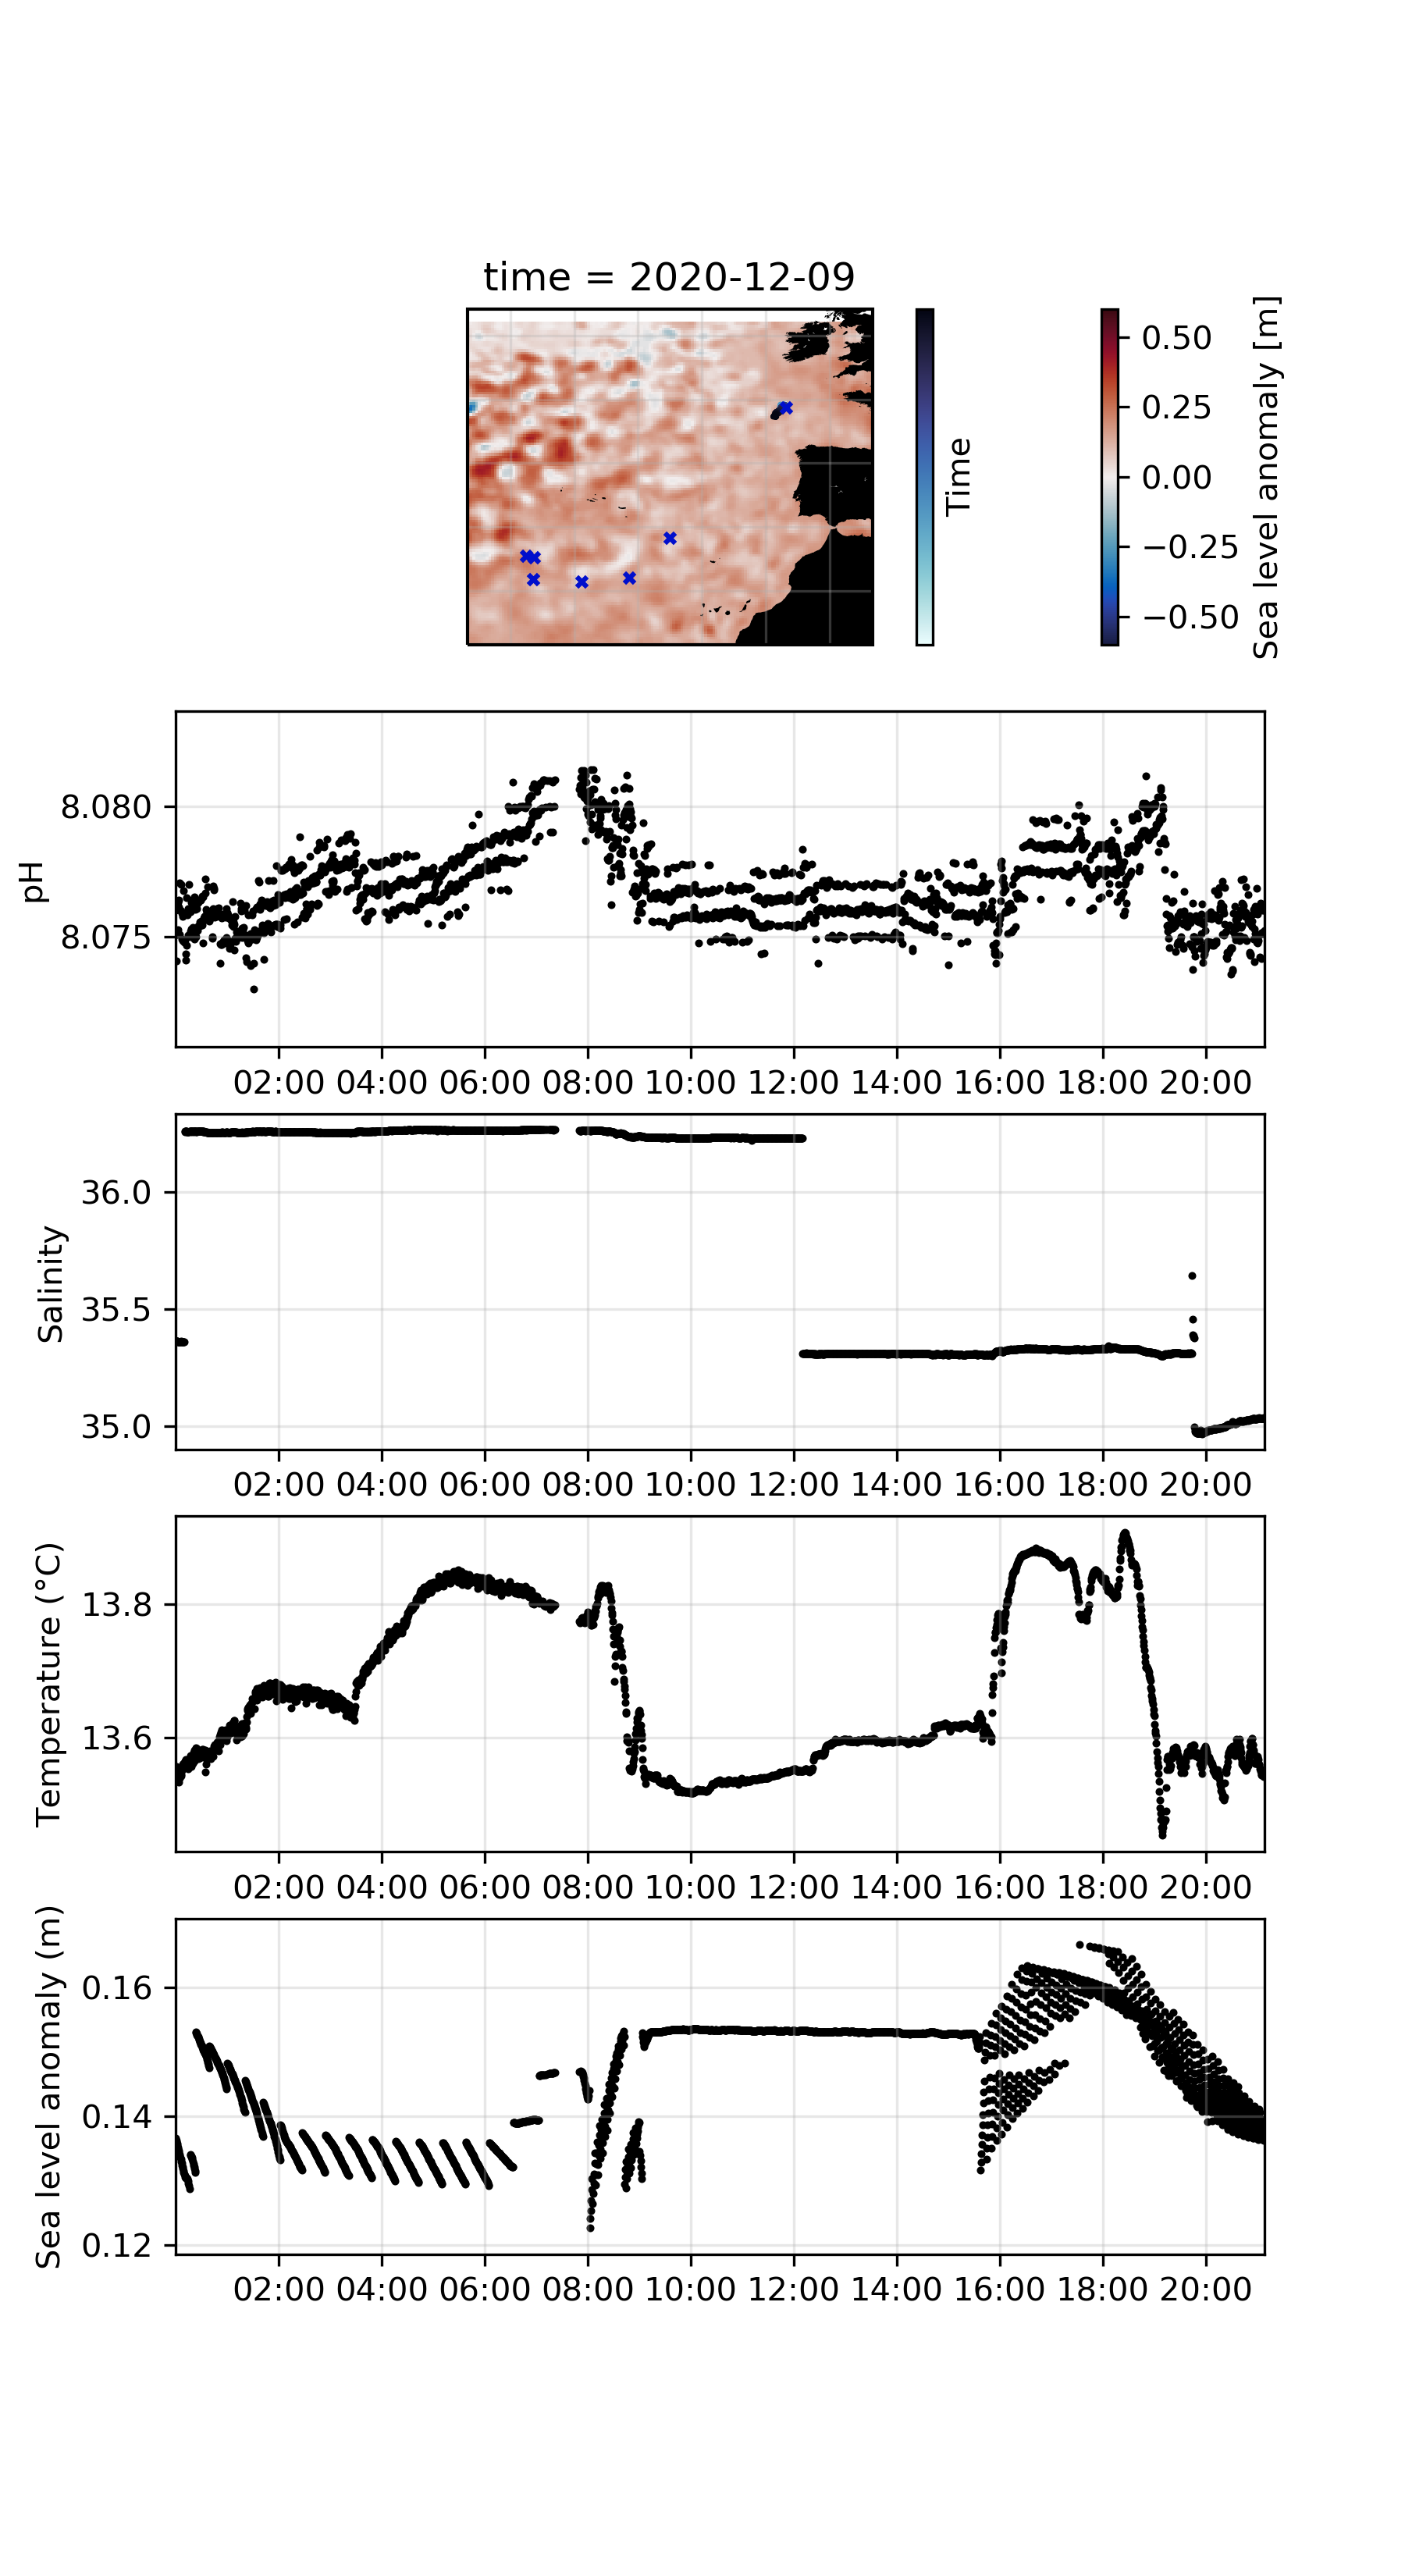 time = 2020-12-09
Time
0.50
0.25
0.00
−0.25
−0.50
Sea level anomaly [m]
pH
8.080
8.075
02:00 04:00 06:00 08:00 10:00 12:00 14:00 16:00 18:00 20:00
Salinity
36.0
35.5
35.0
02:00 04:00 06:00 08:00 10:00 12:00 14:00 16:00 18:00 20:00
Temperature (°C)
13.8
13.6
02:00 04:00 06:00 08:00 10:00 12:00 14:00 16:00 18:00 20:00
Sea level anomaly (m)
0.16
0.14
0.12
02:00 04:00 06:00 08:00 10:00 12:00 14:00 16:00 18:00 20:00